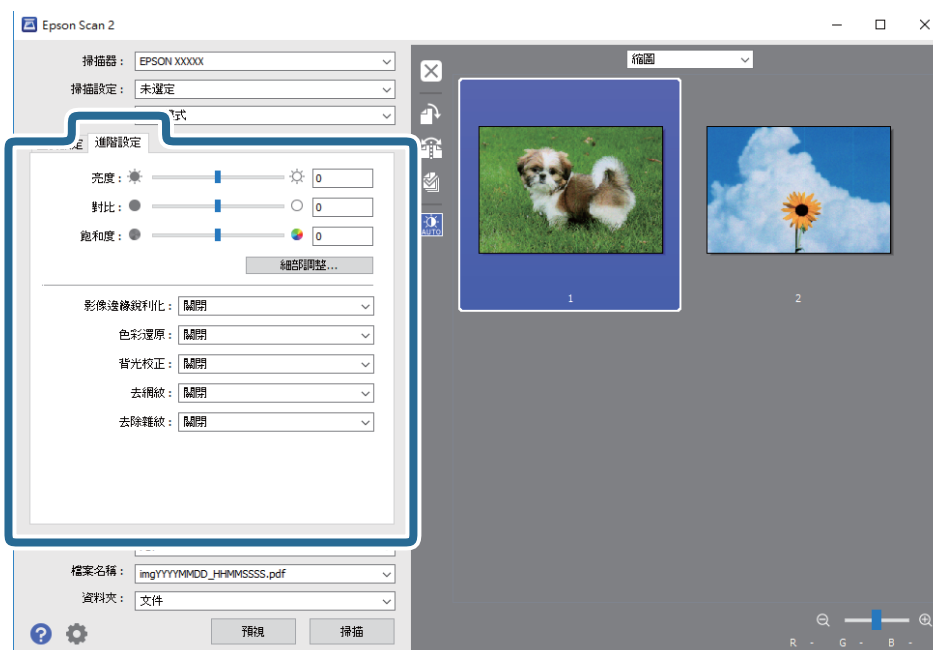 Epson Scan 2
掃描器： EPSON XXXXX
掃描設定： 未選定
式
定 進階設定
亮度： 0
對比： 0
飽和度： 0
細部調整...
影像邊緣銳利化： 關閉
色彩還原： 關閉
背光校正： 關閉
去網紋： 關閉
去除雜紋： 關閉
檔案名稱： imgYYYYMMDD_HHMMSSSS.pdf
資料夾： 文件
? 預視 掃描
縮圖
AUTO
1 2
R - G - B -